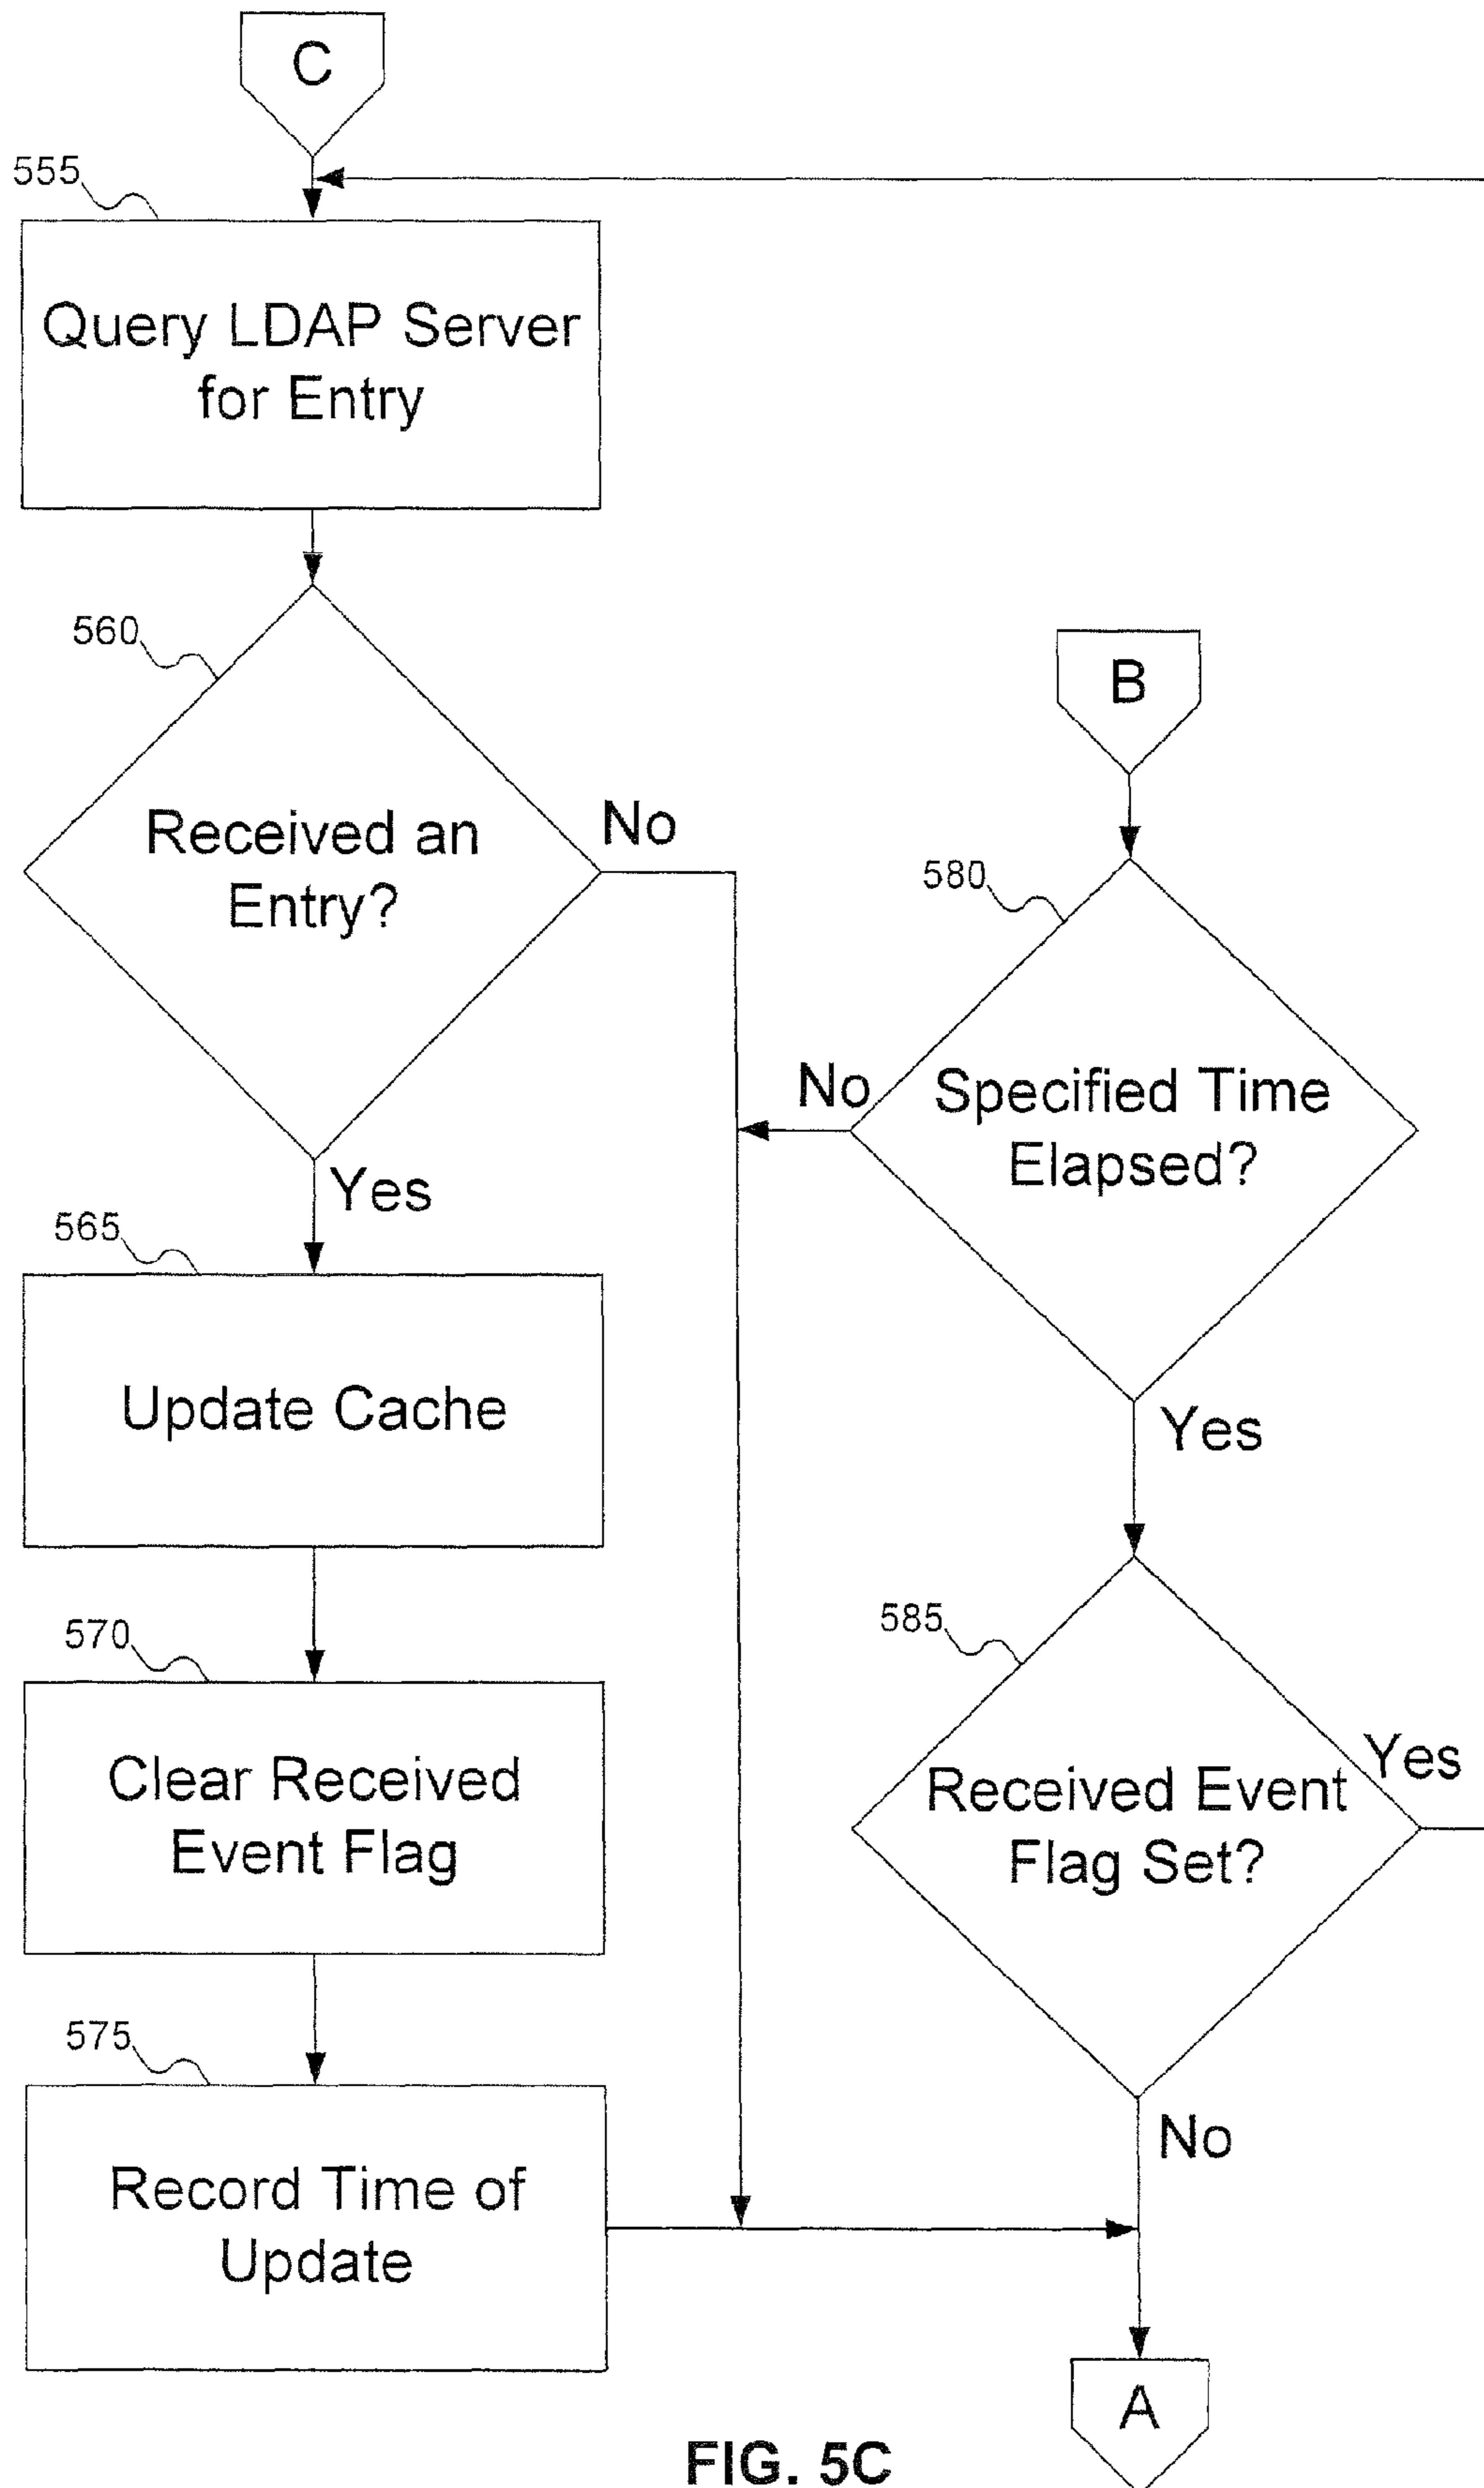 C
555
Query LDAP Server
for Entry
560
Received an
Entry?
No
Yes
565
Update Cache
570
Clear Received
Event Flag
575
Record Time of
Update
B
580
Specified Time
Elapsed?
No
Yes
585
Received Event
Flag Set?
Yes
No
A
FIG. 5C